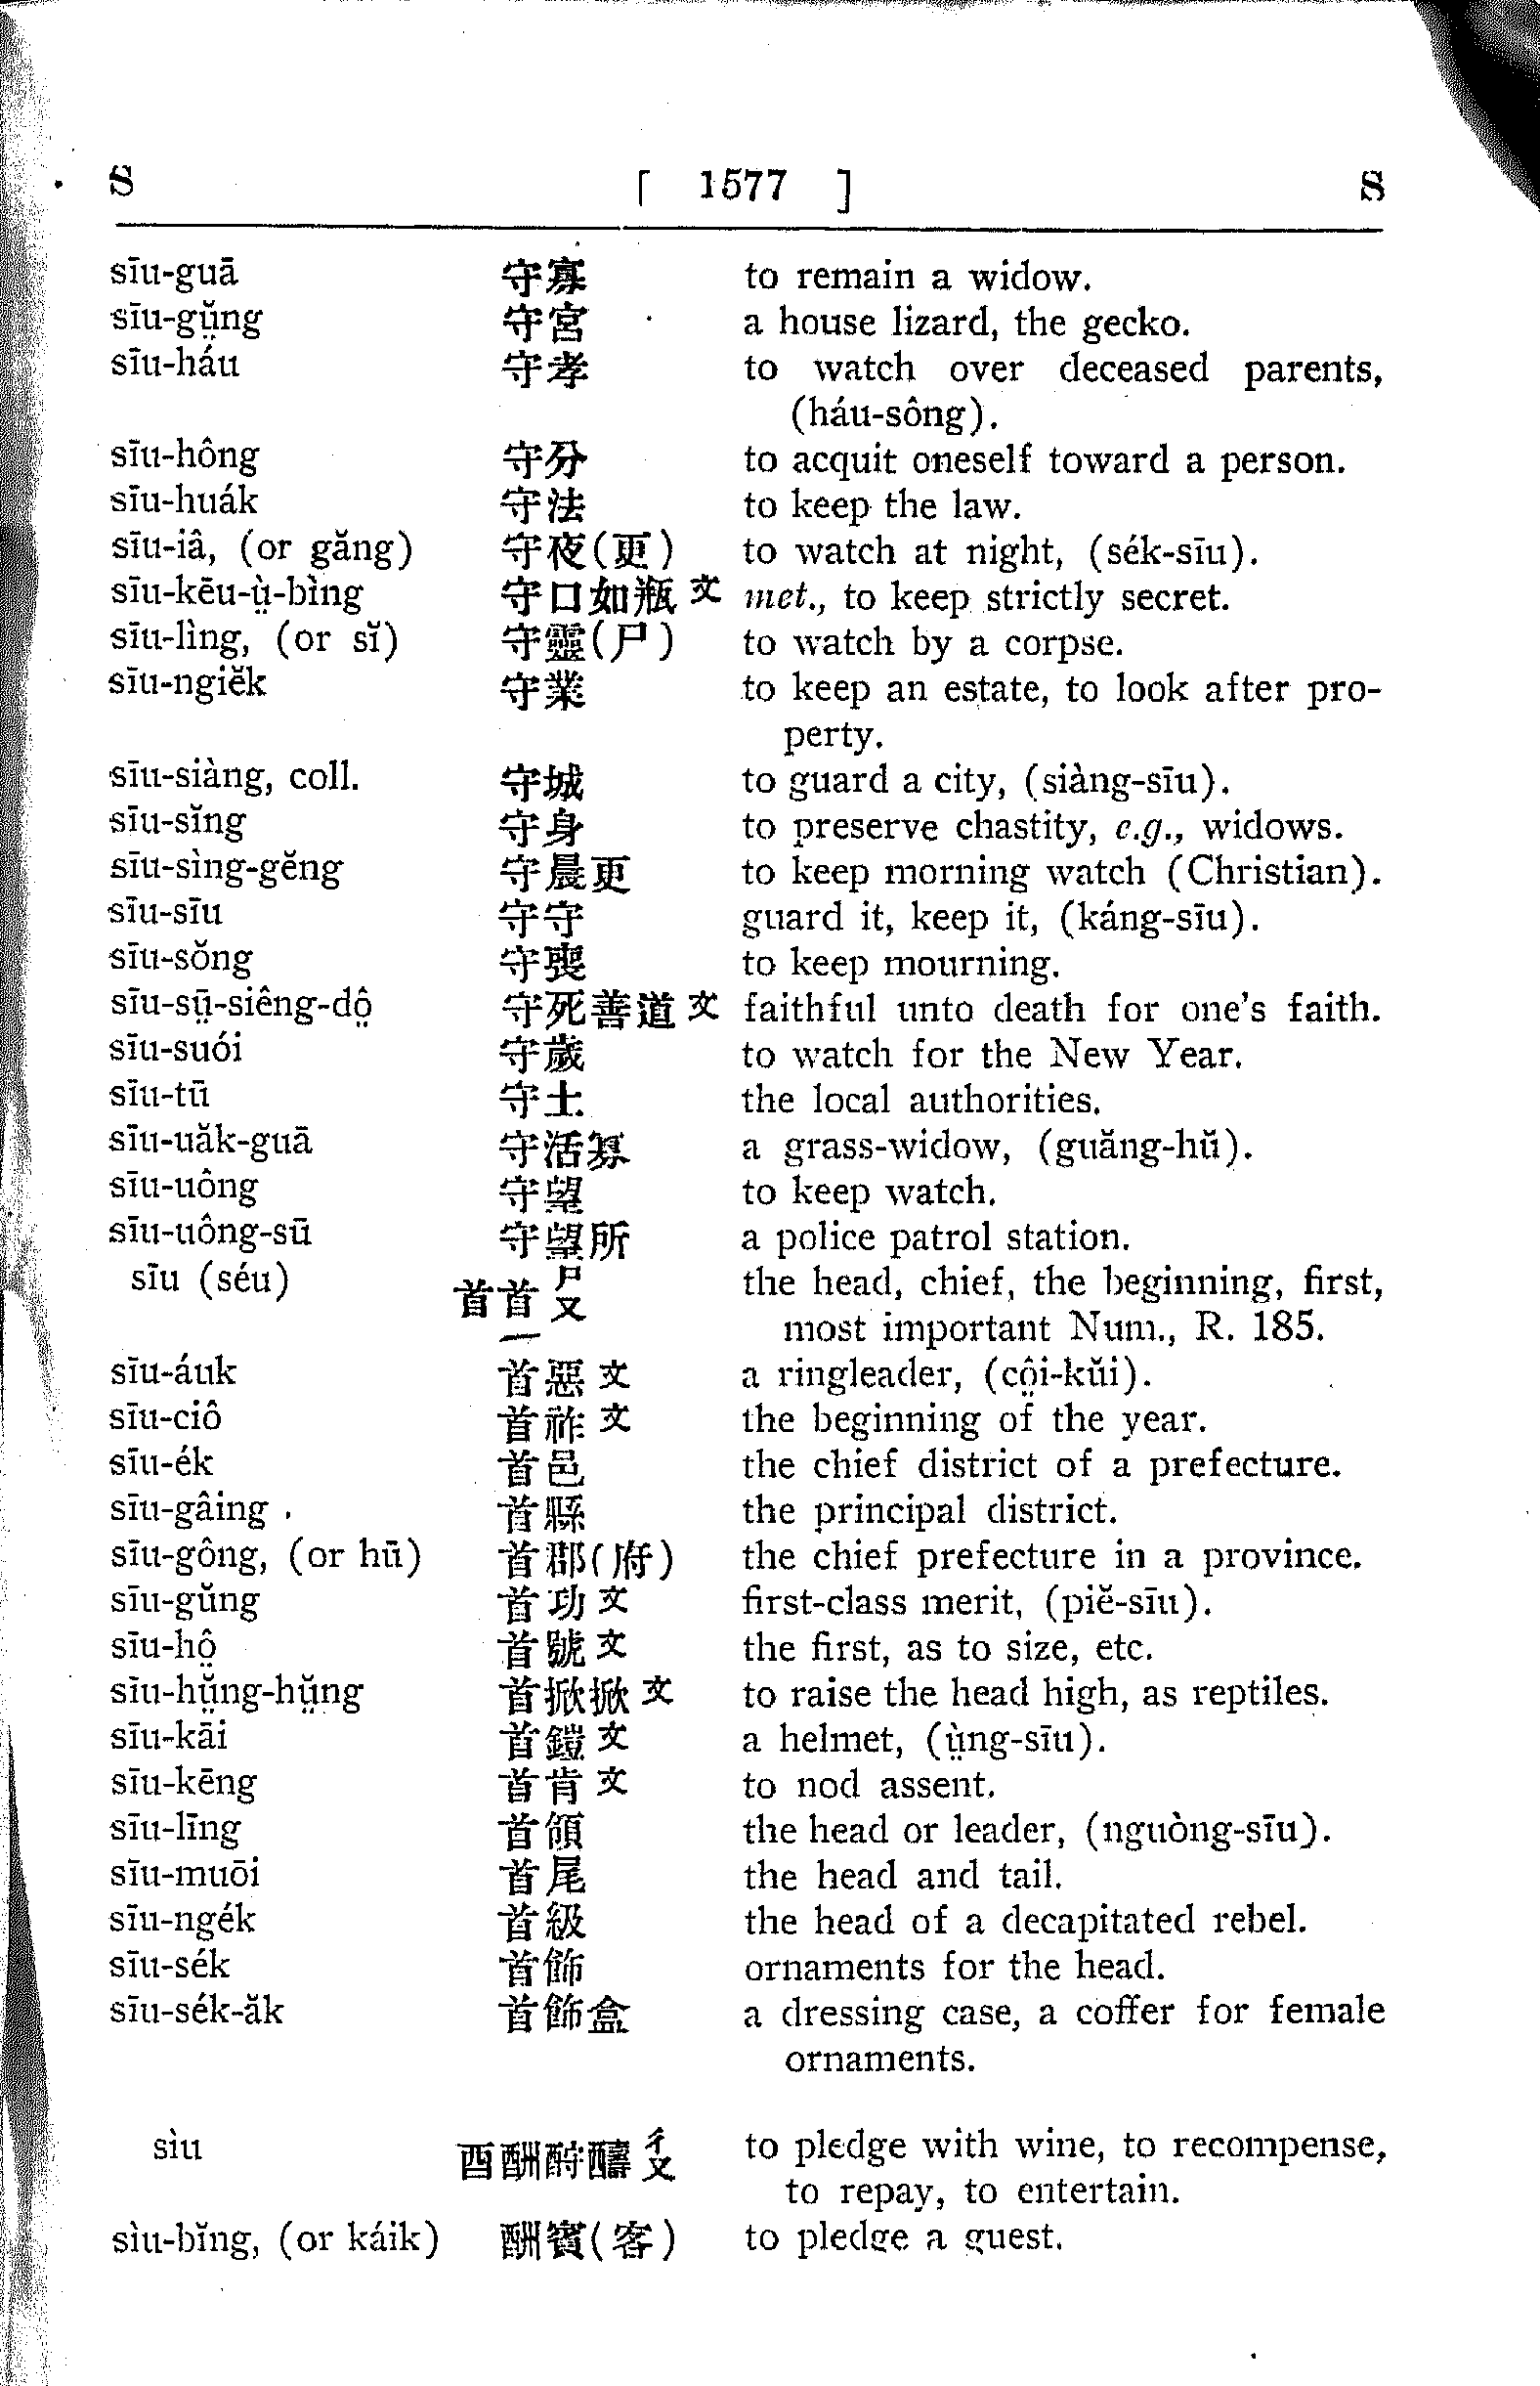 S [ 1577 ] S
sīu-guā 守寡 to remain a widow.
sīu-gṳ̆ng 守宮 a house lizard, the gecko.
sīu-háu 守孝 to watch over deceased parents,
(háu-sông).
sīu-hông 守分 to acquit oneself toward a person.
sīu-huák 守法 to keep the law.
sīu-iâ, (or găng) 守夜(更) to watch at night, (sék-sīu).
sīu-kēu-ṳ̀-bìng 守口如瓶文 met., to keep strictly secret.
sīu-lìng, (or sĭ) 守靈(尸) to watch by a corpse.
sīu-ngiĕk 守業 to keep an estate, to look after pro-
perty.
sīu-siàng, coll. 守城 to guard a city, (siàng-sīu).
sīu-sĭng 守身 to preserve chastity, e.g., widows.
sīu-sìng-gĕng 守晨更 to keep morning watch (Christian).
sīu-sīu 守守 guard it, keep it, (káng-sīu).
sīu-sŏng 守喪 to keep mourning.
sīu-sṳ̄-siêng-dô̤ 守死善道文 faithful unto death for one's faith.
sīu-suói 守歲 to watch for the New Year.
sīu-tū 守土 the local authorities.
sīu-uăk-guā 守活寡 a grass-widow, (guăng-hŭ).
sīu-uông 守望 to keep watch.
sīu-uông-sū 守望所 a police patrol station.
sīu (séu) 首首ㄕㄡ the head, chief, the beginning, first,
most important Num., R. 185.
sīu-áuk 首惡文 a ringleader, (cô̤i-kŭi).
sīu-ciô 首祚文 the beginning of the year.
sīu-ék 首邑 the chief district of a prefecture.
sīu-gâing 首縣 the principal district.
sīu-gông, (or hū) 首郡(府) the chief prefecture in a province.
sīu-gŭng 首功文 first-class merit, (piĕ-sīu).
sīu-hô̤ 首號文 the first, as to size, etc.
sīu-hṳ̆ng-hṳ̆ng 首掀掀文 to raise the head high, as reptiles.
sīu-kāi 首鎧文 a helmet, (ṳ̀ng-sīu).
sīu-kēng 首肯文 to nod assent.
sīu-līng 首領 the head or leader, (nguòng-sīu).
sīu-muōi 首尾 the head and tail.
sīu-ngék 首級 the head of a decapitated rebel.
sīu-sék 首飾 ornaments for the head.
sīu-sék-ăk 首飾盒 a dressing case, a coffer for female
ornaments.
sìu 酉酬酧醻ㄔㄡ to pledge with wine, to recompense,
to repay, to entertain.
sìu-bĭng, (or káik) 酬賓(客) to pledge a guest.